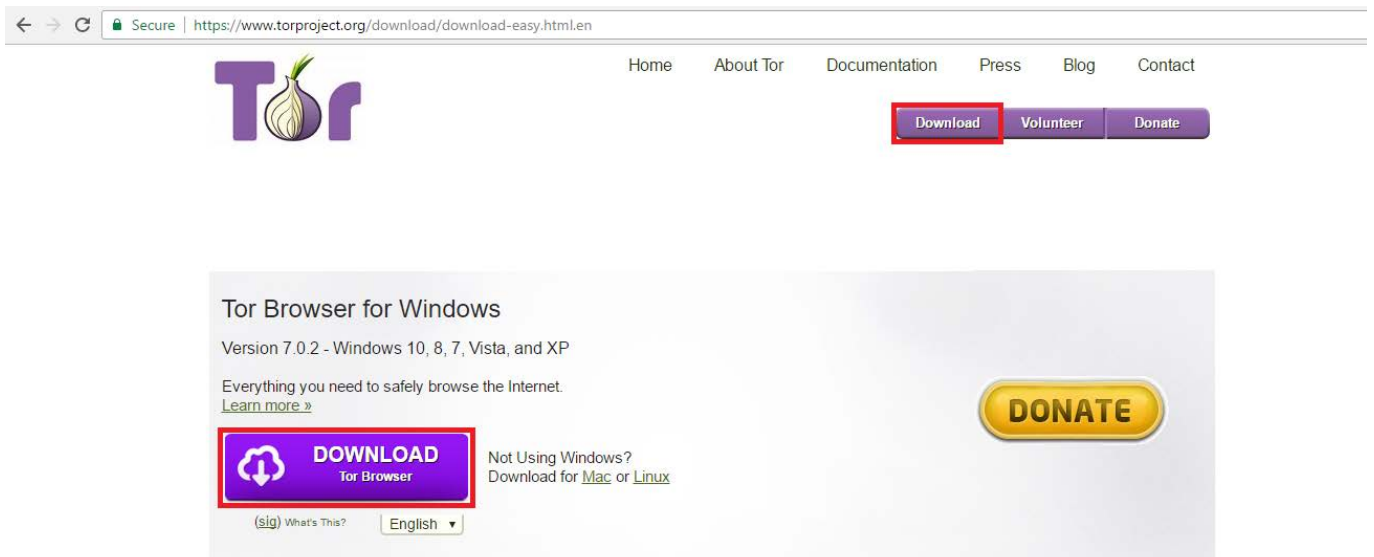 Secure | https://www.torproject.org/download/download-easy.html.en
Tor
Home About Tor Documentation Press Blog Contact
Download Volunteer Donate
Tor Browser for Windows
Version 7.0.2 - Windows 10, 8, 7, Vista, and XP
Everything you need to safely browse the Internet.
Learn more »
DONATE
DOWNLOAD
Tor Browser
Not Using Windows?
Download for Mac or Linux
(sig) What's This?
English